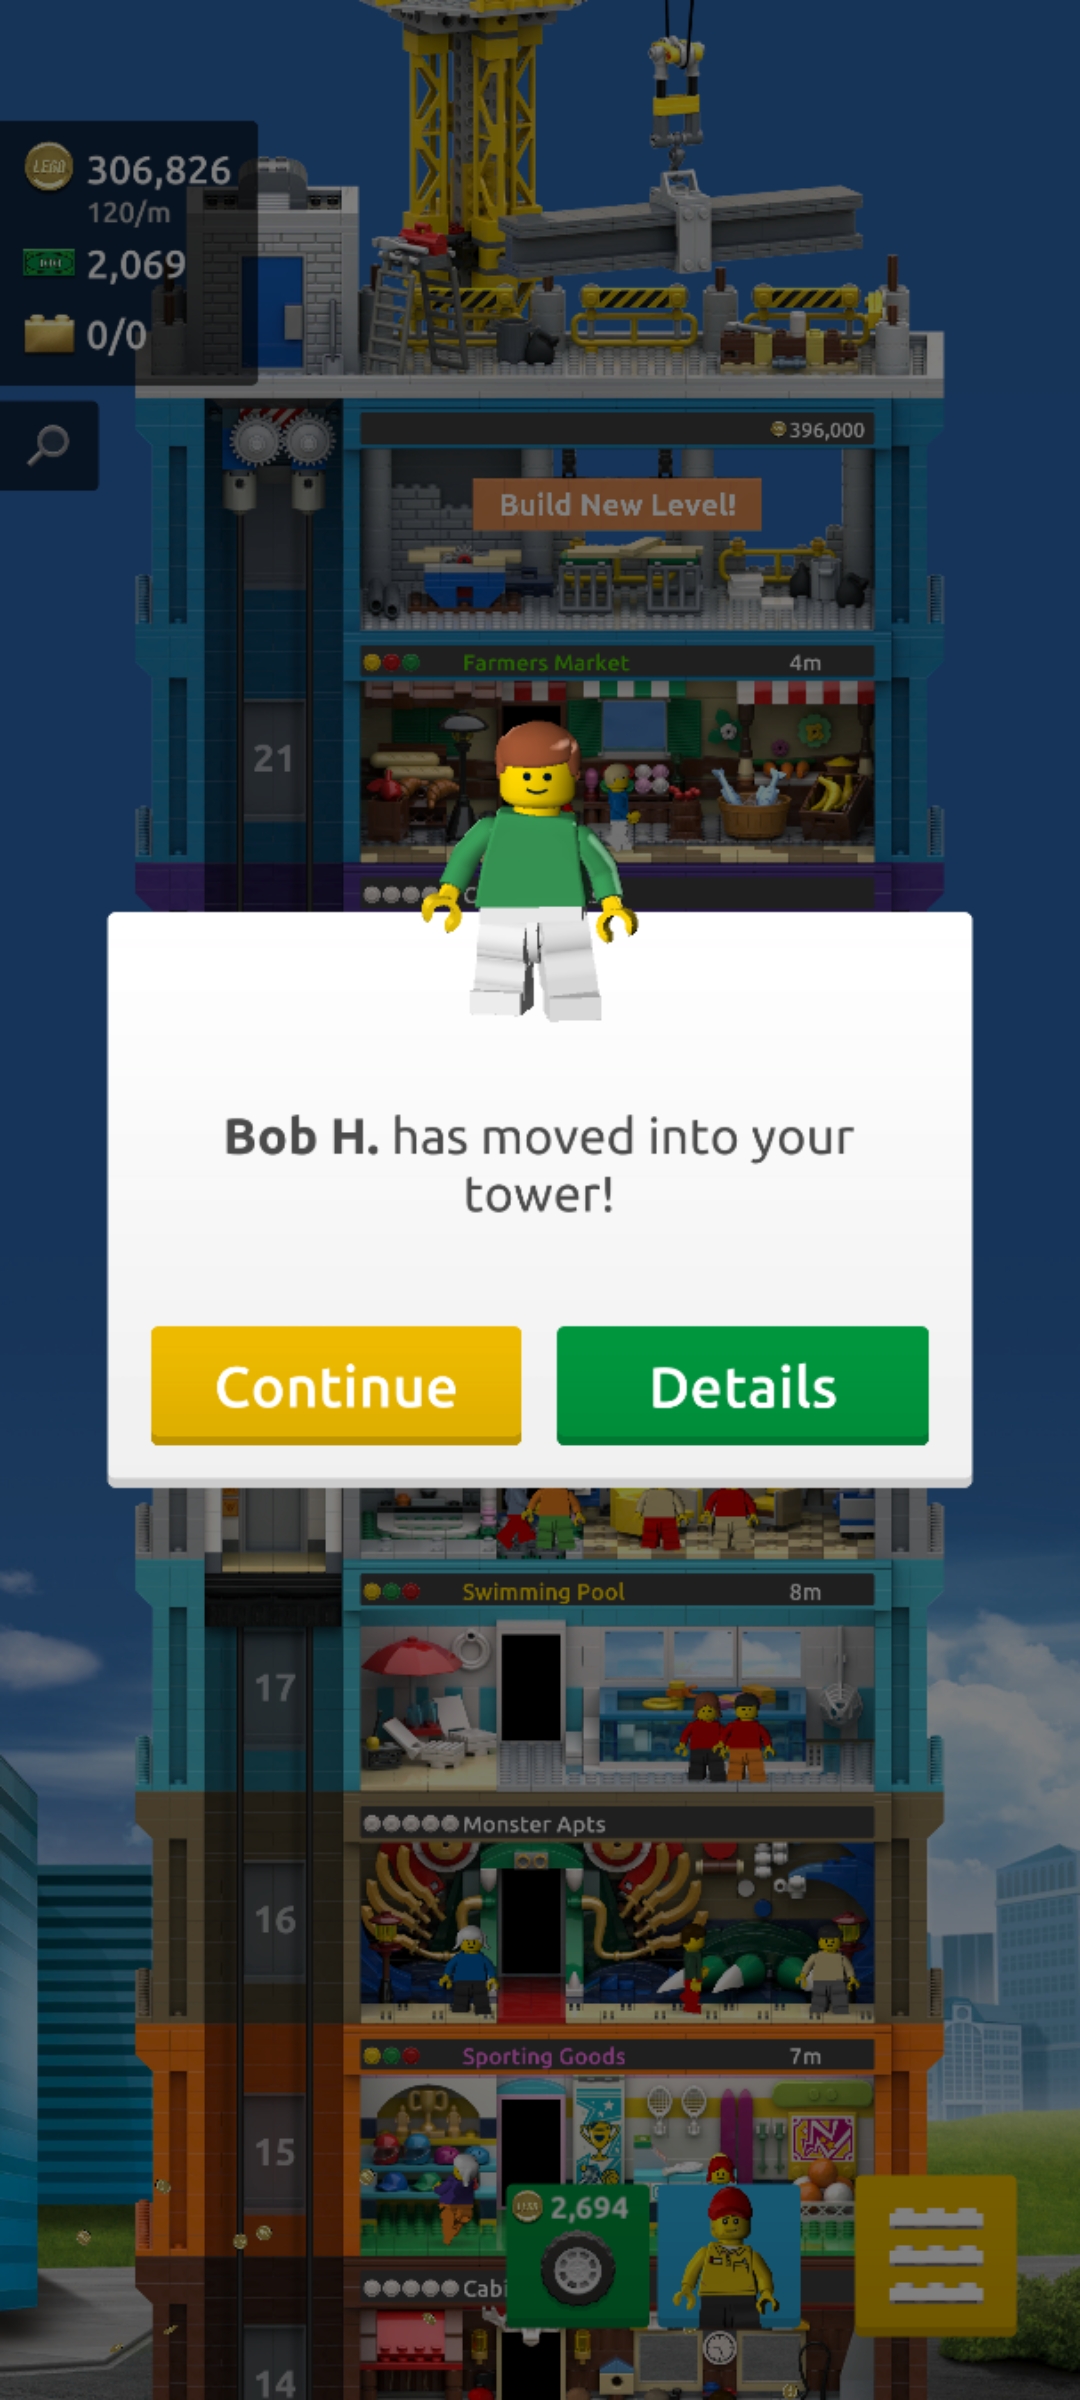 LEGO 306,826
120/m
2,069
0/0
396,000
Build New Level!
Farmers Market 4m
21
Bob H. has moved into your
tower!
Continue Details
Swimming Pool 8m
17
Monster Apts
16
Sporting Goods 7m
15
2,694
Cabi
14